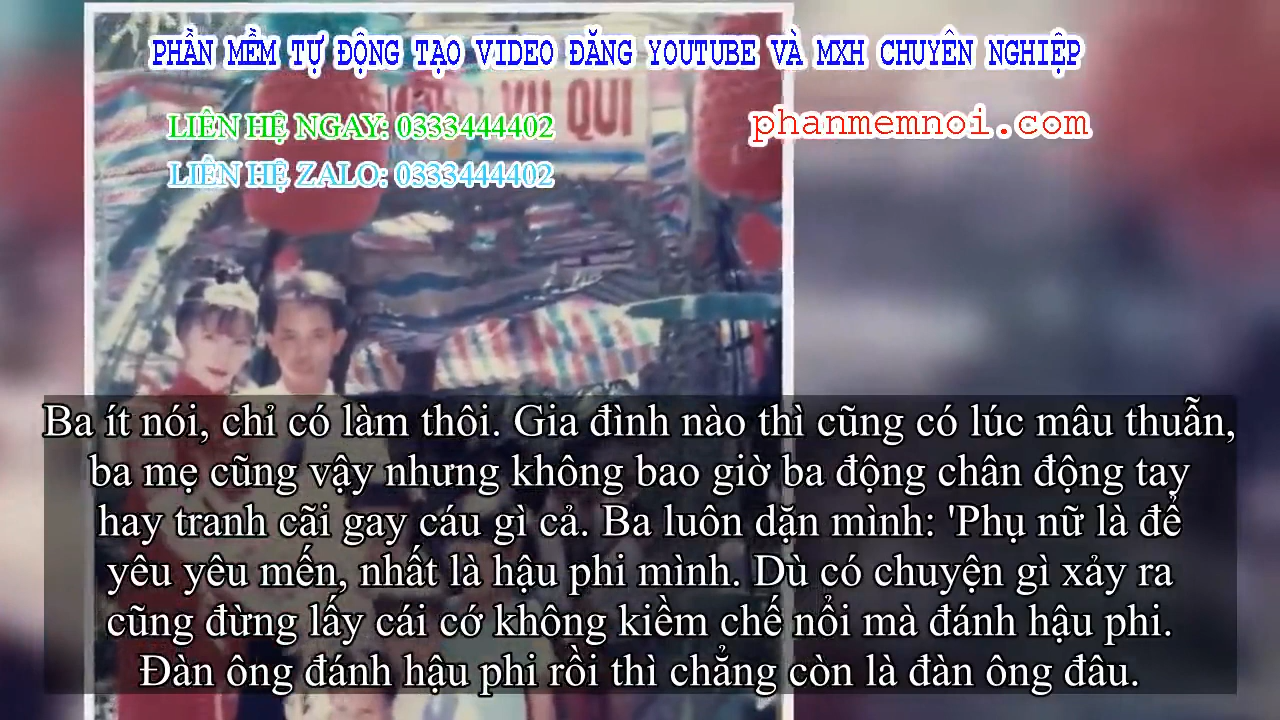 PHẦN MỀM TỰ ĐỘNG TẠO VIDEO ĐĂNG YOUTUBE VÀ MXH CHUYÊN NGHIỆP
VU QUI
LIÊN HỆ NGAY: 0333444402
phanmemnoi.com
LIÊN HỆ ZALO: 0333444402
Ba ít nói, chỉ có làm thôi. Gia đình nào thì cũng có lúc mâu thuẫn,
ba mẹ cũng vậy nhưng không bao giờ ba động chân động tay
hay tranh cãi gay cáu gì cả. Ba luôn dặn mình: 'Phụ nữ là để
yêu yêu mến, nhất là hậu phi mình. Dù có chuyện gì xảy ra
cũng đừng lấy cái cớ không kiềm chế nổi mà đánh hậu phi.
Đàn ông đánh hậu phi rồi thì chẳng còn là đàn ông đâu.